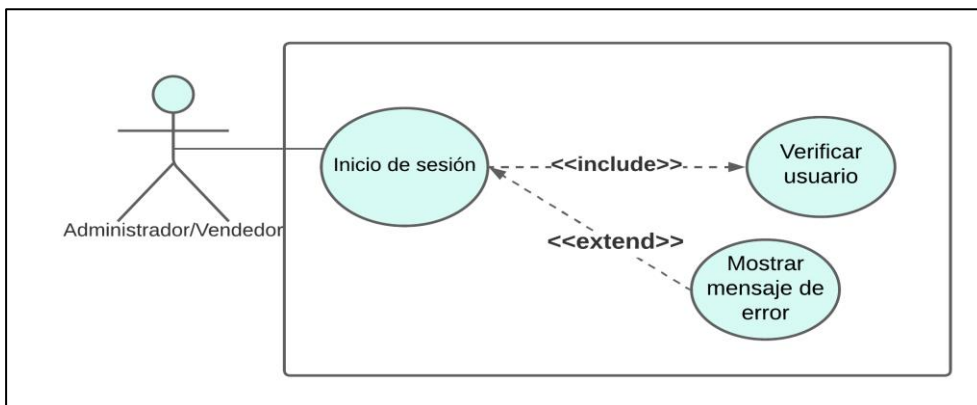 Administrador/Vendedor
Inicio de sesión
<<include>>
Verificar
usuario
<<extend>>
Mostrar
mensaje de
error